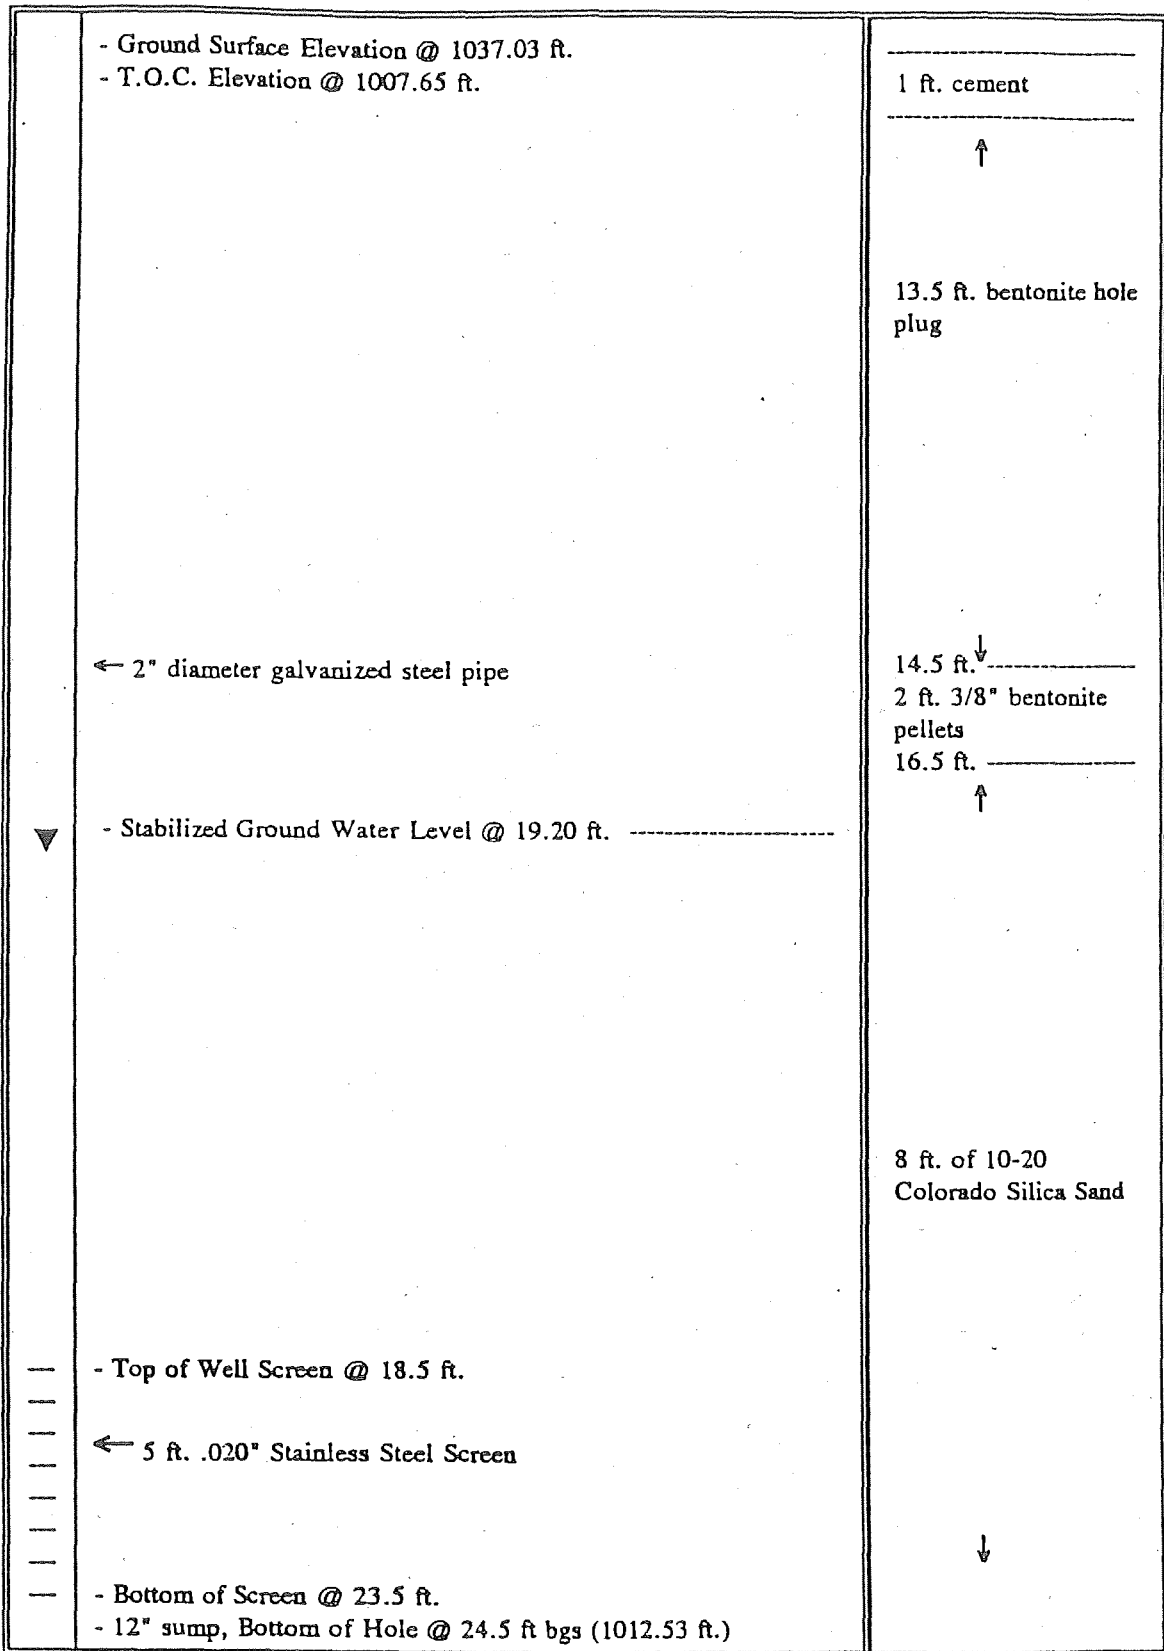 - Ground Surface Elevation @ 1037.03 ft.
- T.O.C. Elevation @ 1007.65 ft.
1 ft. cement
13.5 ft. bentonite hole
plug
← 2" diameter galvanized steel pipe
14.5 ft.
2 ft. 3/8" bentonite
pellets
16.5 ft.
- Stabilized Ground Water Level @ 19.20 ft.
8 ft. of 10-20
Colorado Silica Sand
- Top of Well Screen @ 18.5 ft.
← 5 ft. .020" Stainless Steel Screen
- Bottom of Screen @ 23.5 ft.
- 12" sump, Bottom of Hole @ 24.5 ft bgs (1012.53 ft.)